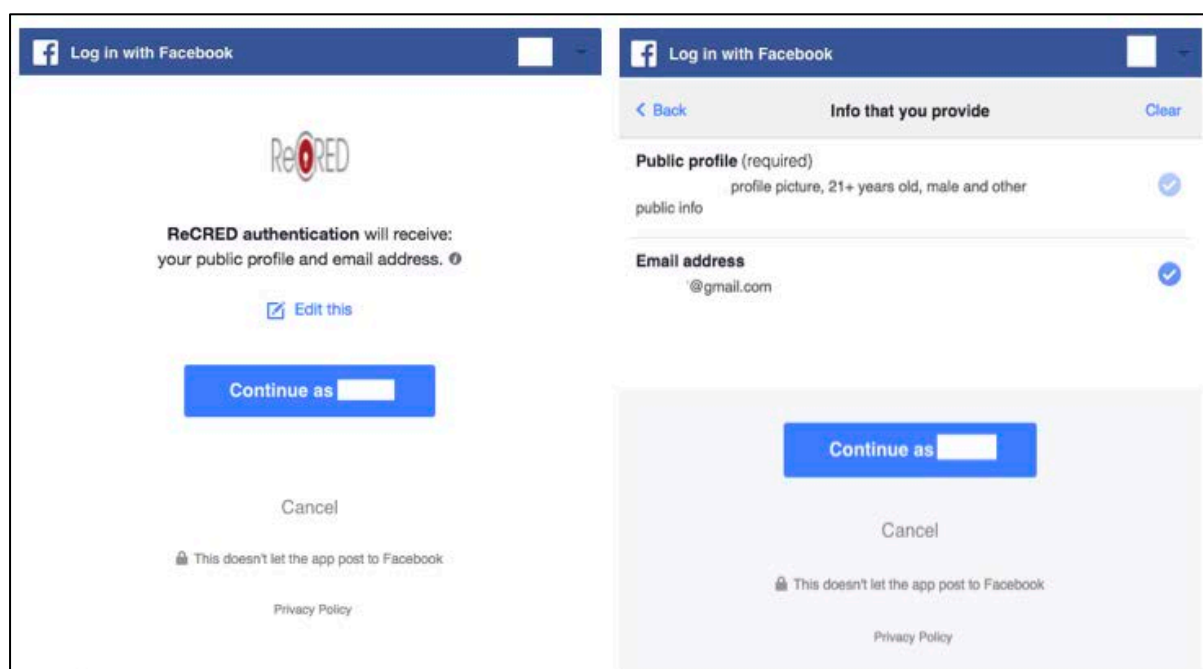 Log in with Facebook
ReCRED
ReCRED authentication will receive:
your public profile and email address.
Edit this
Continue as
Cancel
This doesn't let the app post to Facebook
Privacy Policy
Log in with Facebook
Back
Info that you provide
Clear
Public profile (required)
profile picture, 21+ years old, male and other
public info
Email address
@gmail.com
Continue as
Cancel
This doesn't let the app post to Facebook
Privacy Policy